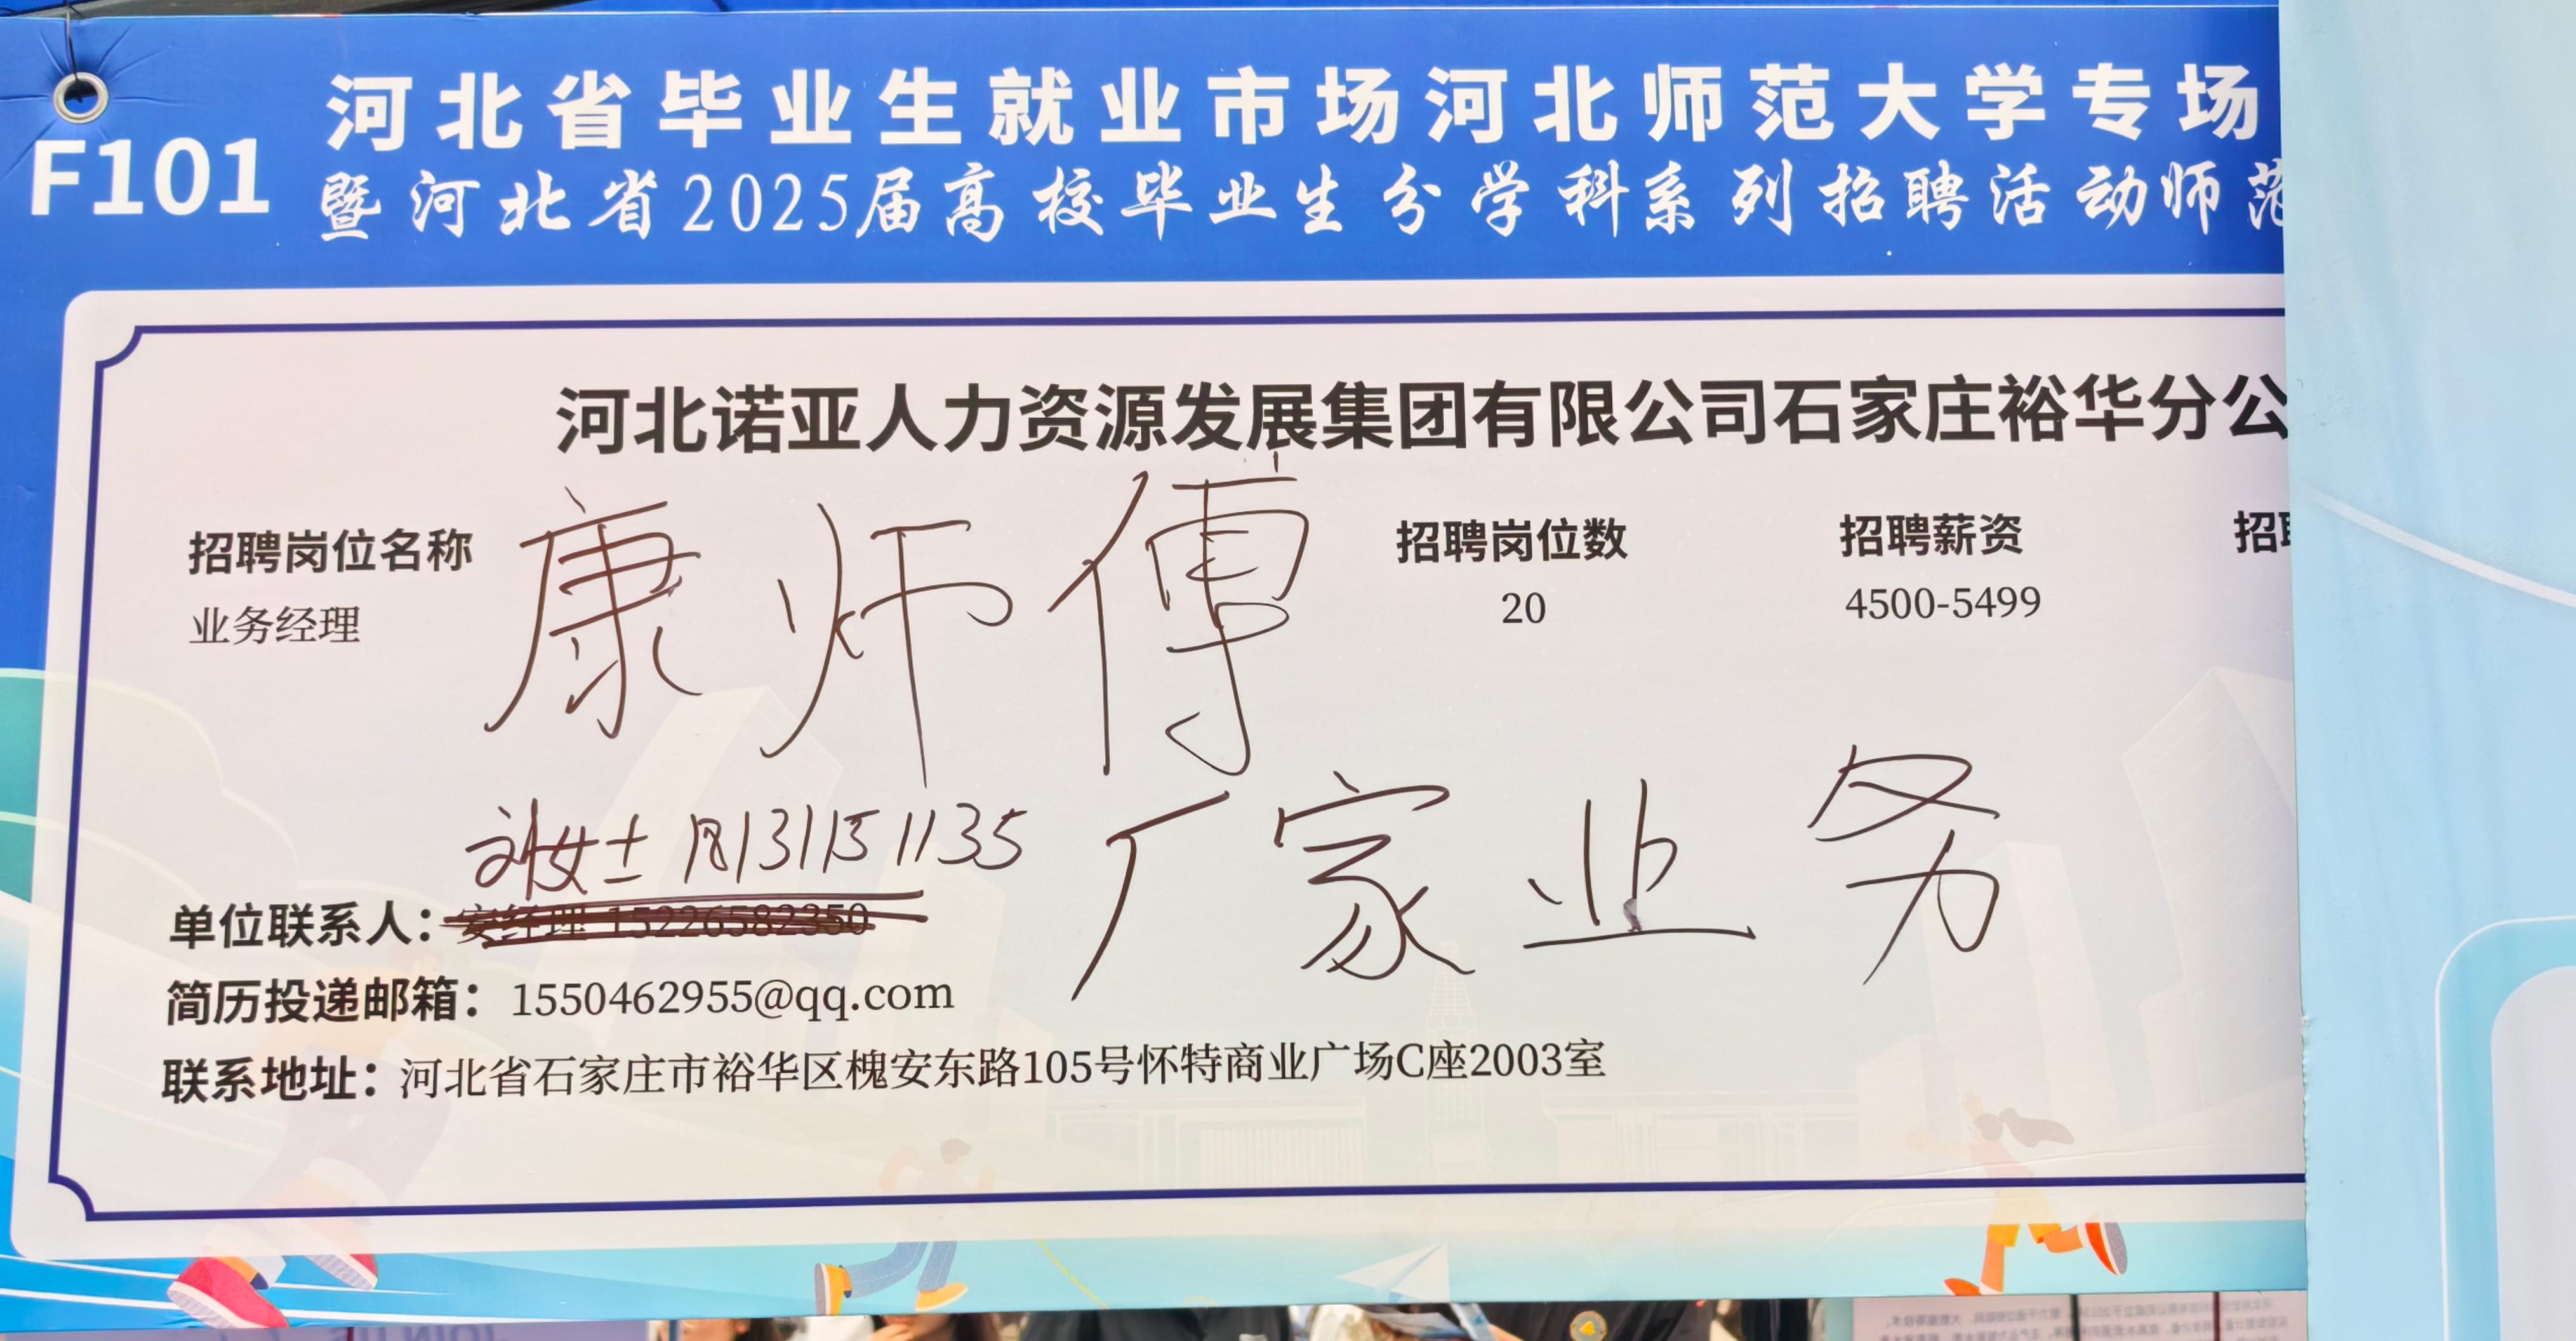 河北省毕业生就业市场河北师范大学专场
F101
暨河北省2025届高校毕业生分学科系列招聘活动师范
河北诺亚人力资源发展集团有限公司石家庄裕华分公
康师傅
招聘岗位名称 招聘岗位数 招聘薪资 招聘
业务经理 20 4500-5499
厂家业务
刘女士 18131151135
单位联系人：安经理 15226582350
简历投递邮箱：1550462955@qq.com
联系地址：河北省石家庄市裕华区槐安东路105号怀特商业广场C座2003室
JOIN US